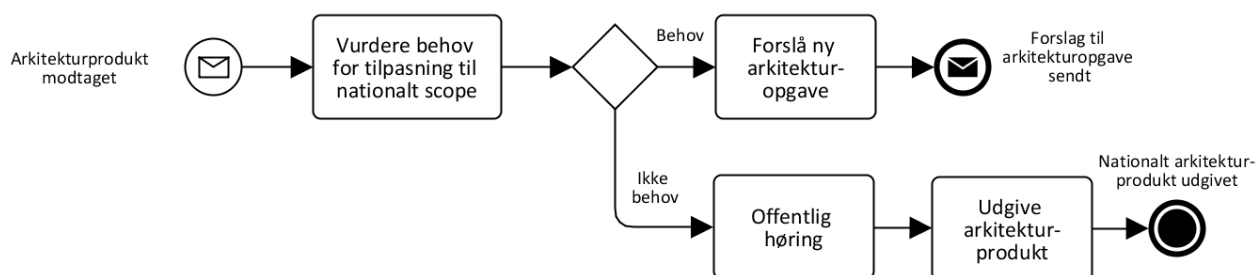 Arkitekturprodukt
modtaget
Vurdere behov
for tilpasning til
nationalt scope
Behov
Forslå ny
arkitektur-
opgave
Forslag til
arkitekturopgave
sendt
Ikke
behov
Offentlig
høring
Udgive
arkitektur-
produkt
Nationalt arkitektur-
produkt udgivet